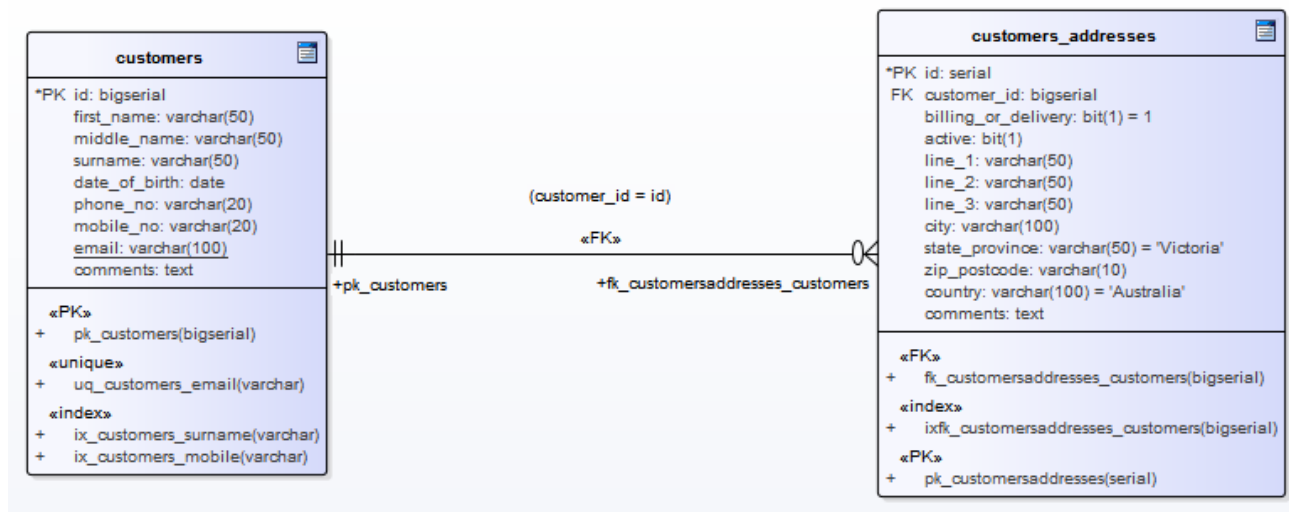 customers
*PK id: bigserial
first_name: varchar(50)
middle_name: varchar(50)
surname: varchar(50)
date_of_birth: date
phone_no: varchar(20)
mobile_no: varchar(20)
email: varchar(100)
comments: text
«PK»
+ pk_customers(bigserial)
«unique»
+ uq_customers_email(varchar)
«index»
+ ix_customers_surname(varchar)
+ ix_customers_mobile(varchar)
(customer_id = id)
«FK»
+pk_customers
+fk_customersaddresses_customers
customers_addresses
*PK id: serial
FK customer_id: bigserial
billing_or_delivery: bit(1) = 1
active: bit(1)
line_1: varchar(50)
line_2: varchar(50)
line_3: varchar(50)
city: varchar(100)
state_province: varchar(50) = 'Victoria'
zip_postcode: varchar(10)
country: varchar(100) = 'Australia'
comments: text
«FK»
+ fk_customersaddresses_customers(bigserial)
«index»
+ ixfk_customersaddresses_customers(bigserial)
«PK»
+ pk_customersaddresses(serial)